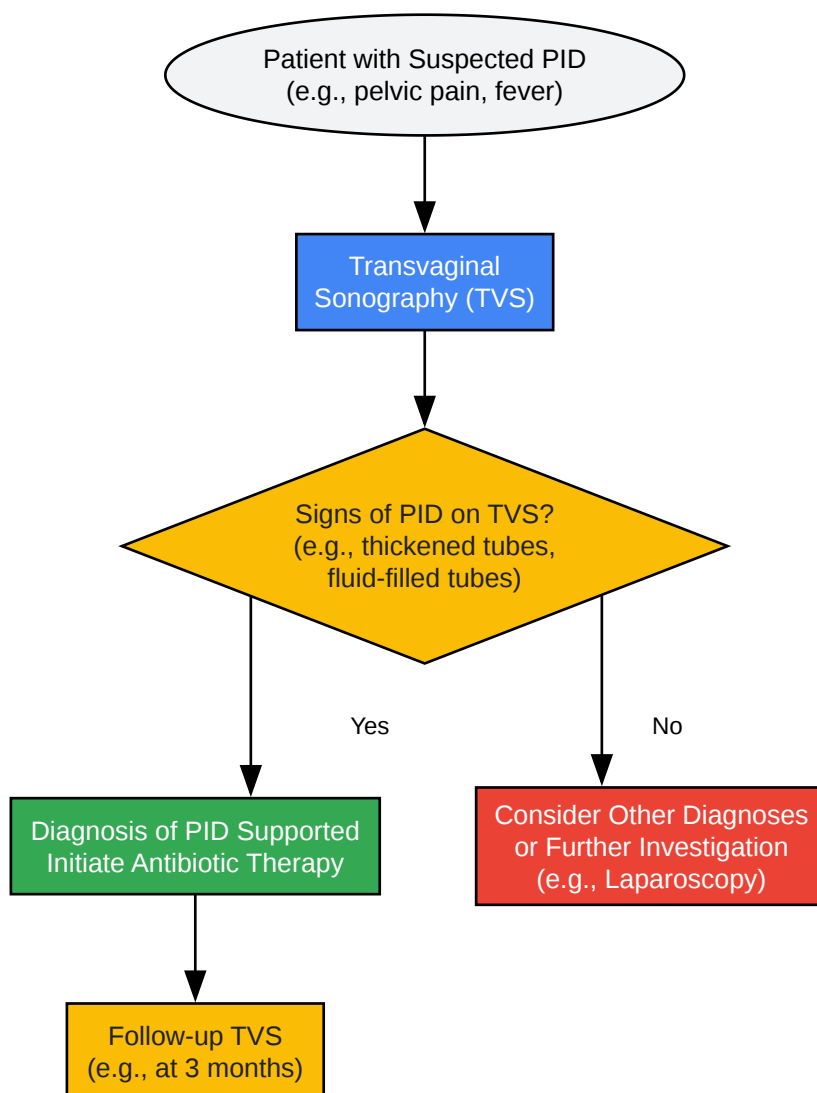 Patient with Suspected PID
(e.g., pelvic pain, fever)
Transvaginal
Sonography (TVS)
Signs of PID on TVS?
(e.g., thickened tubes,
fluid-filled tubes)
Yes
No
Diagnosis of PID Supported
Initiate Antibiotic Therapy
Consider Other Diagnoses
or Further Investigation
(e.g., Laparoscopy)
Follow-up TVS
(e.g., at 3 months)